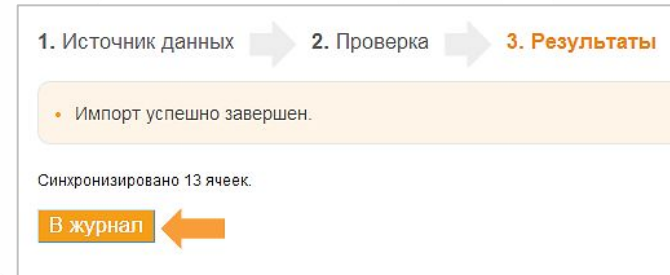 1. Источник данных 2. Проверка 3. Результаты
• Импорт успешно завершен.
Синхронизировано 13 ячеек.
В журнал